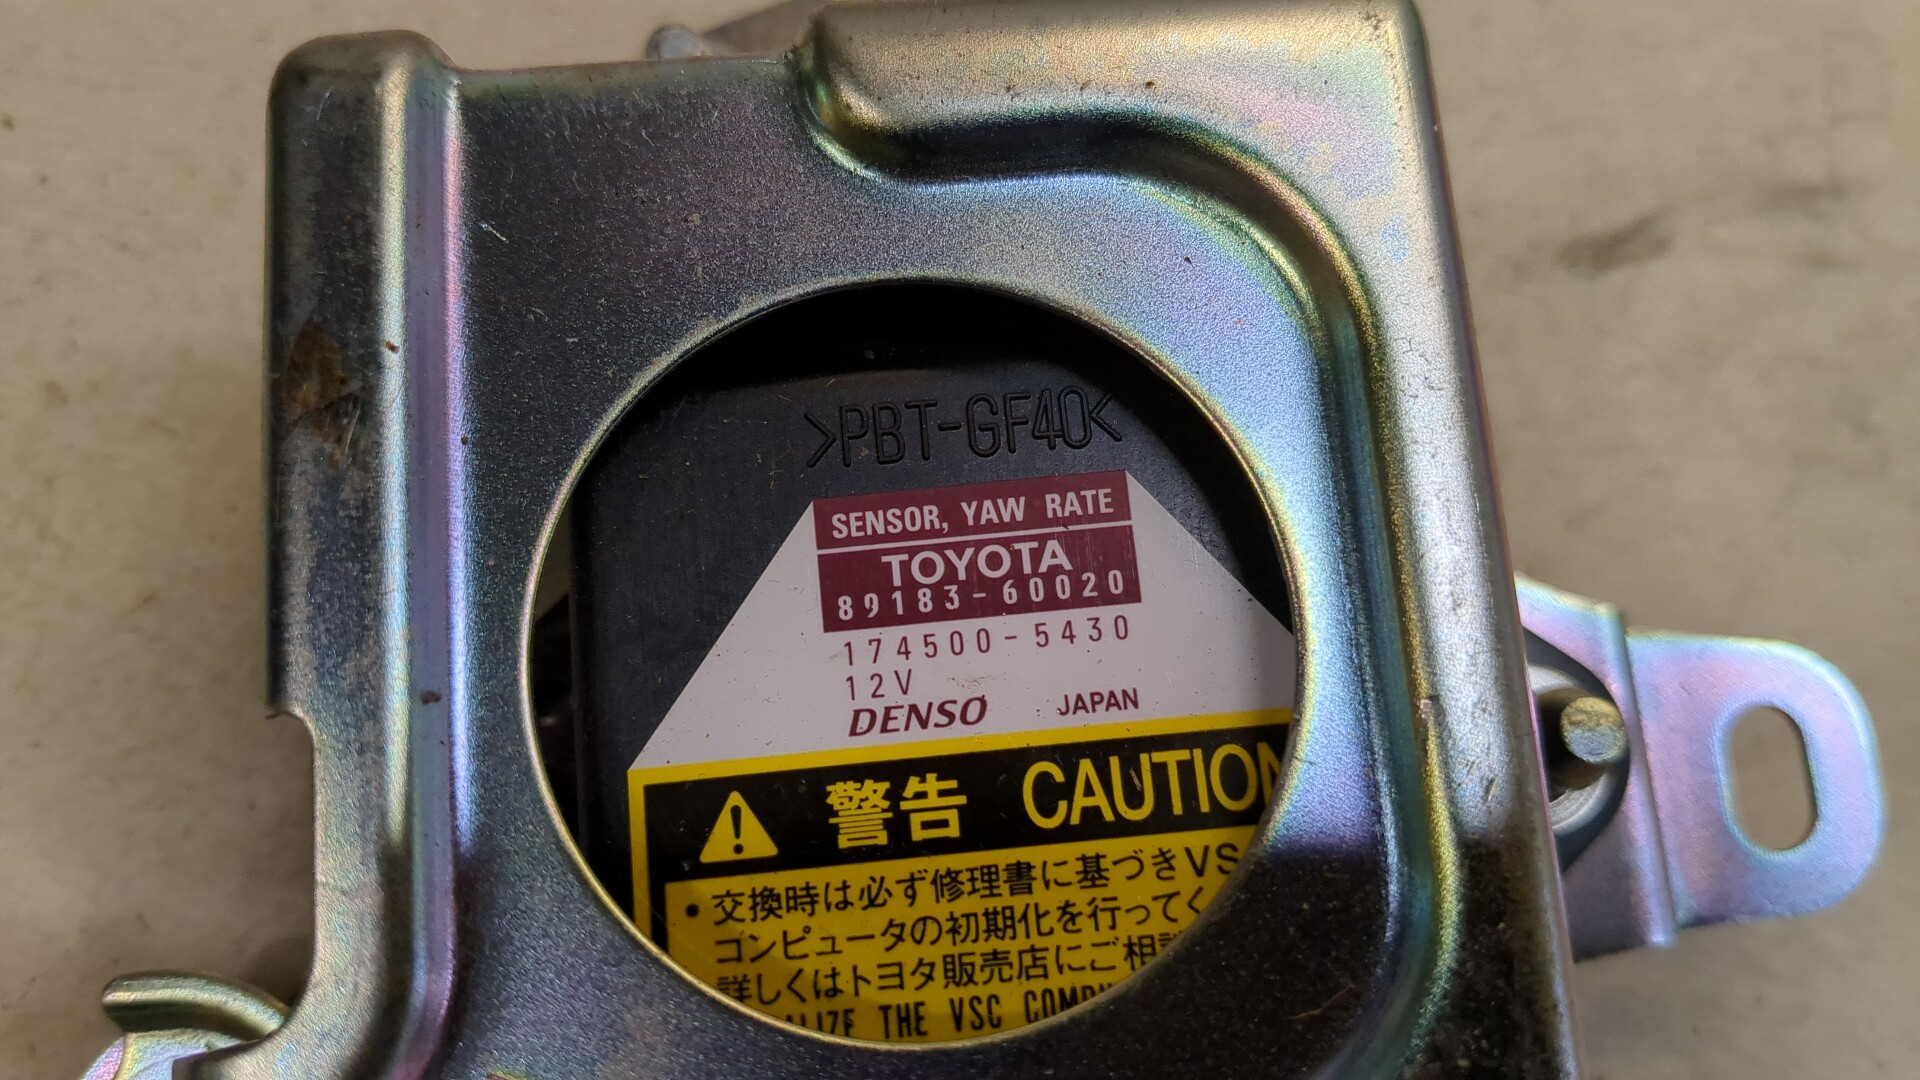 >PBT-GF40<
SENSOR, YAW RATE
TOYOTA
89183-60020
174500-5430
12V
DENSO JAPAN
警告 CAUTION
・交換時は必ず修理書に基づきVS
コンピュータの初期化を行ってく
詳しくはトヨタ販売店にご相談
THE VSC